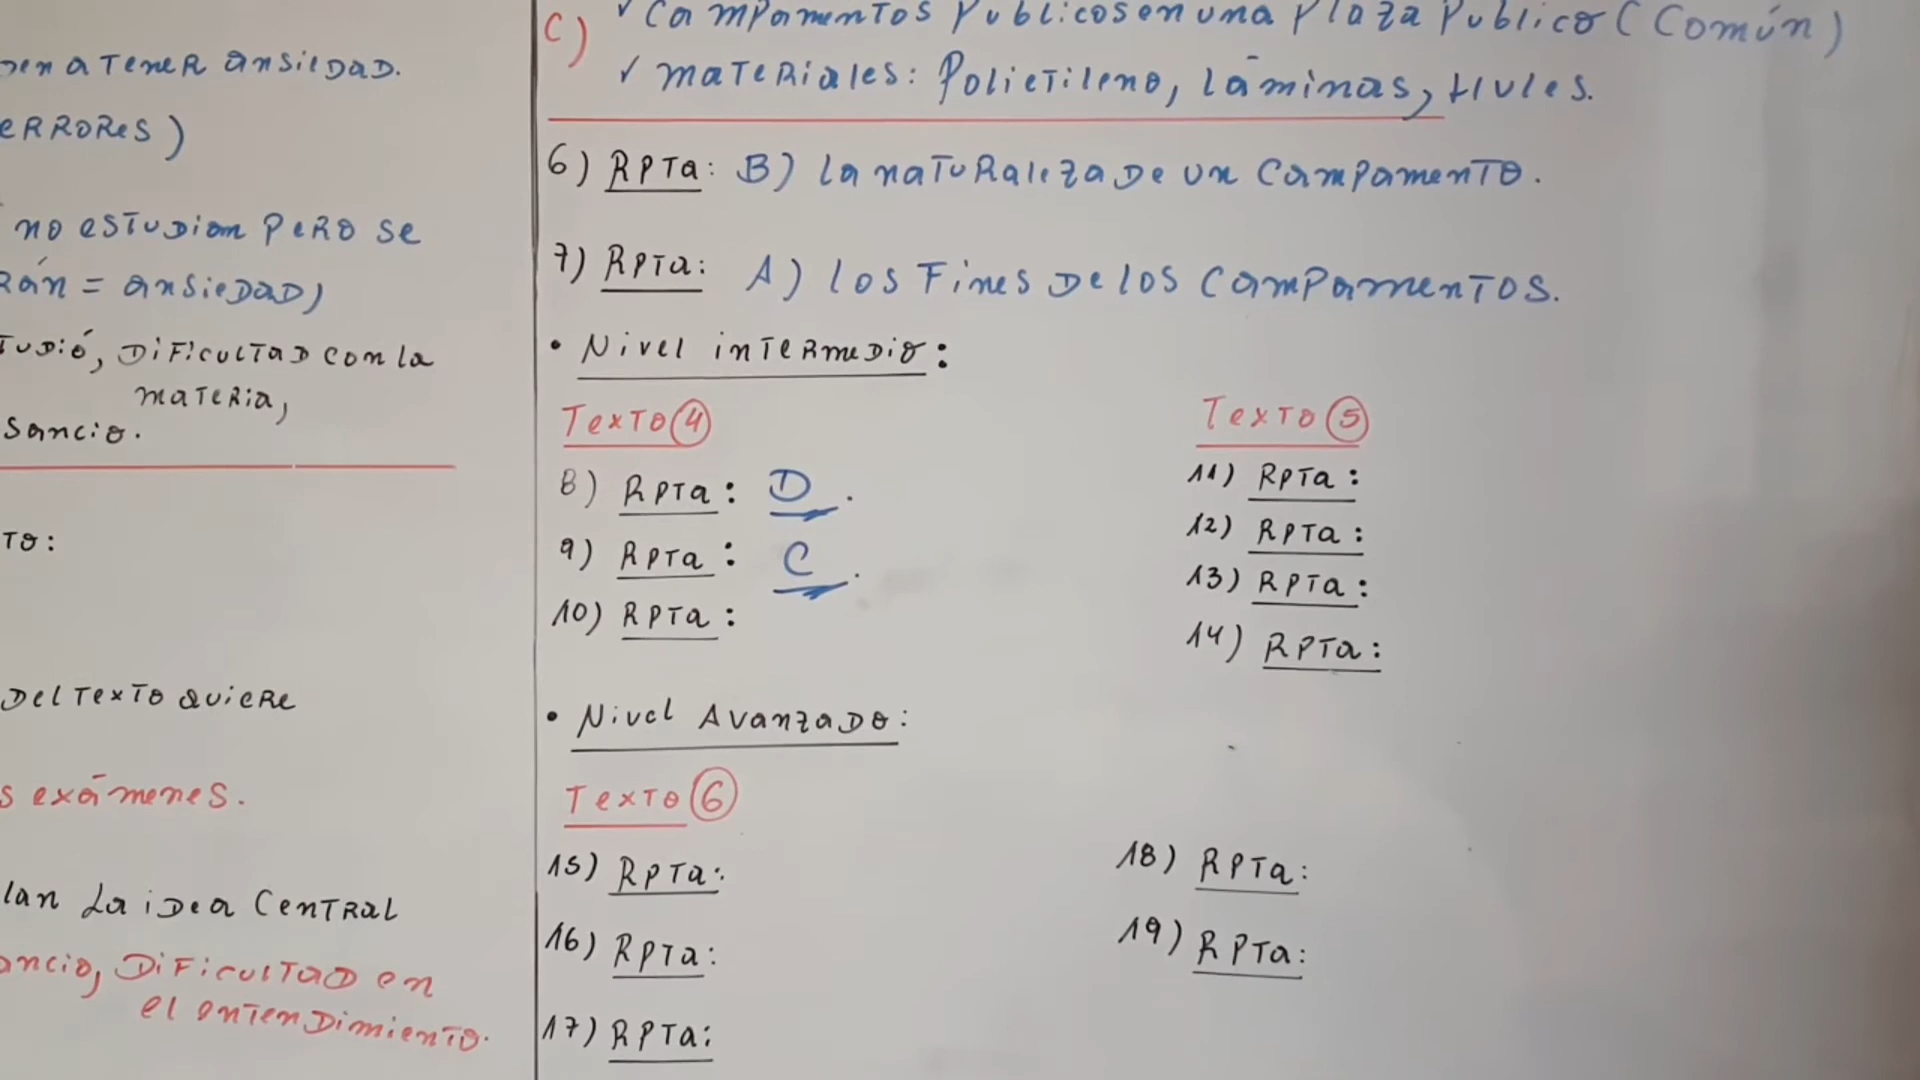 a Tener ansiedad.
errores)
no estudian pero se
rán = ansiedad)
tudió, Dificultad con la
materia,
sancio.
to:
Del texto quiere
s exámenes.
lan La idea Central
ancio, Dificultad en
el entendimiento.
C) ✓ Campamentos Publicos en una Plaza Publico (Común)
✓ materiales: Polietileno, láminas, Hules.
6) Rpta: B) la naturaleza De un Campamento.
7) Rpta: A) los Fines De los Campamentos.
• Nivel intermedio:
Texto 4
8) Rpta: D.
9) Rpta: C.
10) Rpta:
Texto 5
11) Rpta:
12) Rpta:
13) Rpta:
14) Rpta:
• Nivel Avanzado:
Texto 6
15) Rpta:
16) Rpta:
17) Rpta:
18) Rpta:
19) Rpta: